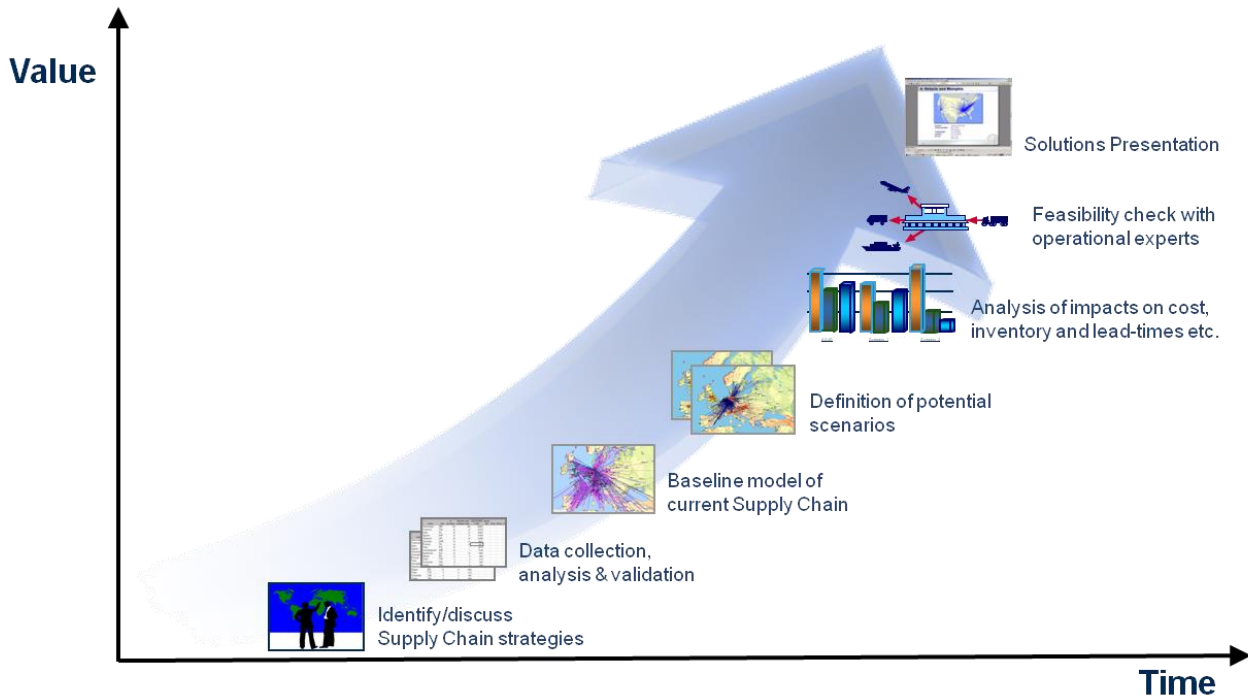 Value
Solutions Presentation
Feasibility check with
operational experts
Analysis of impacts on cost,
inventory and lead-times etc.
Definition of potential
scenarios
Baseline model of
current Supply Chain
Data collection,
analysis & validation
Identify/discuss
Supply Chain strategies
Time